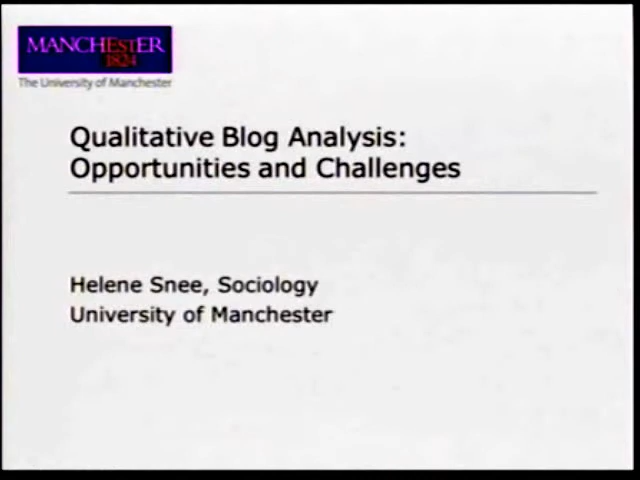 MANCHESTER
1824
The University of Manchester
Qualitative Blog Analysis:
Opportunities and Challenges
Helene Snee, Sociology
University of Manchester